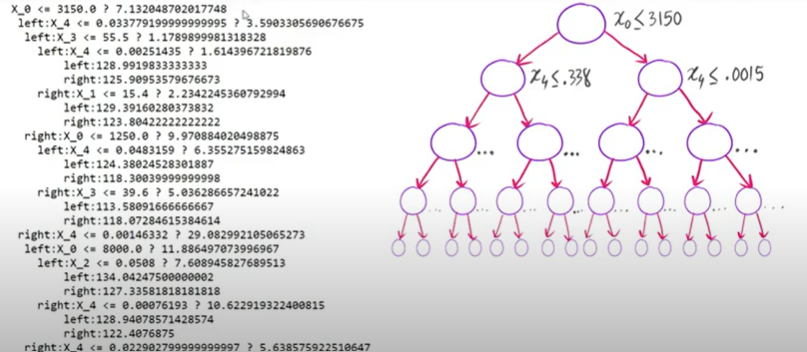 X_0 <= 3150.0 ? 7.132048702017748
left:X_4 <= 0.033779199999999995 ? 3.5903305690676675
left:X_3 <= 55.5 ? 1.1789899981318328
left:X_4 <= 0.00251435 ? 1.614396721819876
left:128.9919833333333
right:125.90953579676673
right:X_1 <= 15.4 ? 2.2342245360792994
left:129.39160280373832
right:123.80422222222222
right:X_0 <= 1250.0 ? 9.970884020498875
left:X_4 <= 0.0483159 ? 6.355275159824863
left:124.38024528301887
right:118.30039999999998
right:X_3 <= 39.6 ? 5.036286657241022
left:113.58091666666667
right:118.07284615384614
right:X_4 <= 0.00146332 ? 29.082992105065273
left:X_0 <= 8000.0 ? 11.886497073996967
left:X_2 <= 0.0508 ? 7.608945827689513
left:134.04247500000002
right:127.33581818181818
right:X_4 <= 0.00076193 ? 10.622919322400815
left:128.94078571428574
right:122.4076875
right:X_4 <= 0.022902799999999997 ? 5.638575922510647
x₀≤3150
x₄≤.338
x₄≤.0015